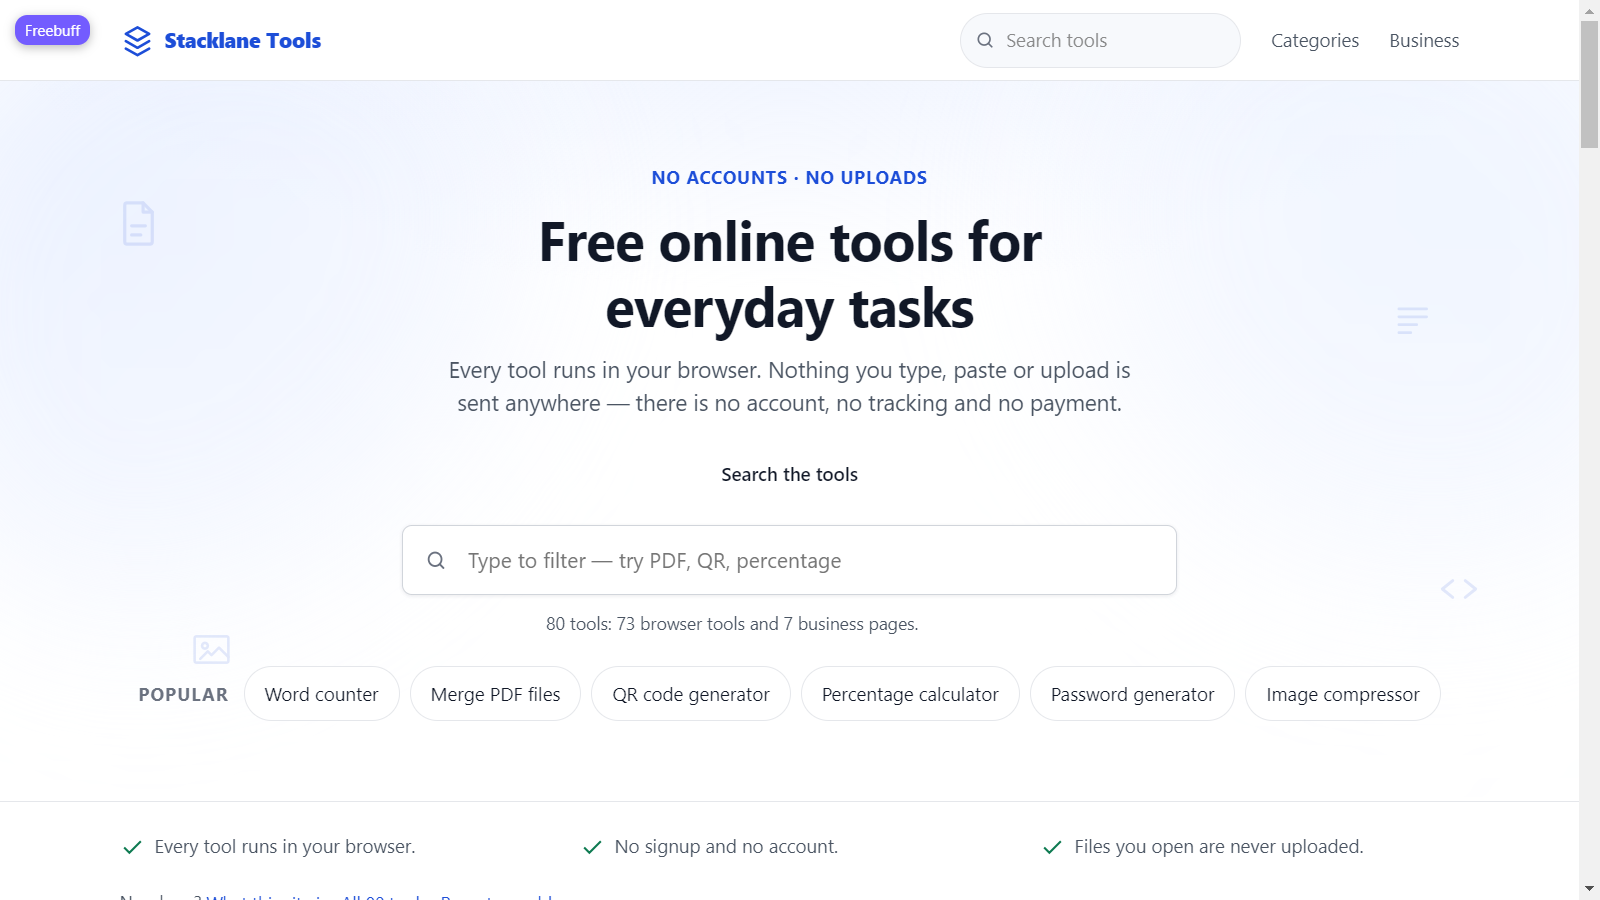 Freebuff
Stacklane Tools
Search tools
Categories
Business
NO ACCOUNTS · NO UPLOADS
Free online tools for
everyday tasks
Every tool runs in your browser. Nothing you type, paste or upload is
sent anywhere — there is no account, no tracking and no payment.
Search the tools
Type to filter — try PDF, QR, percentage
80 tools: 73 browser tools and 7 business pages.
POPULAR
Word counter
Merge PDF files
QR code generator
Percentage calculator
Password generator
Image compressor
Every tool runs in your browser.
No signup and no account.
Files you open are never uploaded.